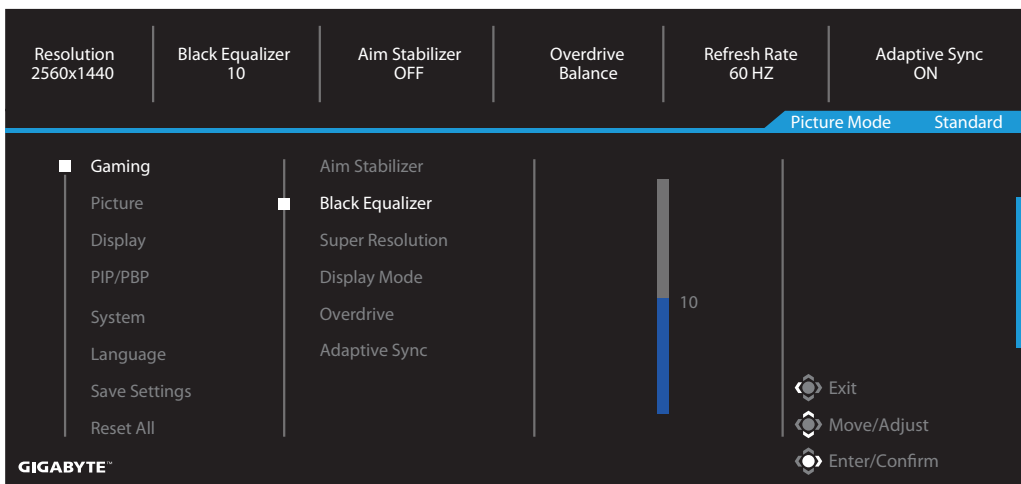 Resolution
2560x1440
Black Equalizer
10
Aim Stabilizer
OFF
Overdrive
Balance
Refresh Rate
60 HZ
Adaptive Sync
ON
Picture Mode Standard
Gaming
Picture
Display
PIP/PBP
System
Language
Save Settings
Reset All
Aim Stabilizer
Black Equalizer
Super Resolution
Display Mode
Overdrive
Adaptive Sync
10
Exit
Move/Adjust
Enter/Confirm
GIGABYTE™